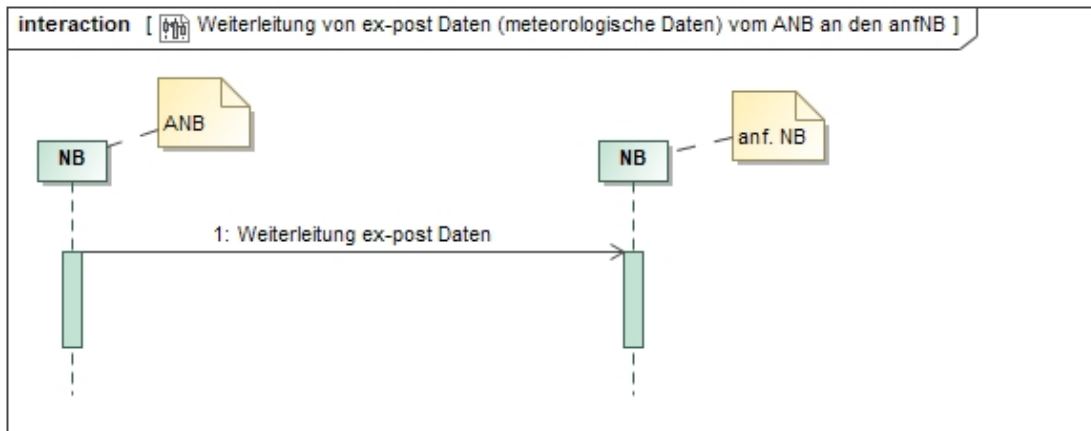 interaction [ Weiterleitung von ex-post Daten (meteorologische Daten) vom ANB an den anfNB ]
ANB
anf. NB
NB
NB
1: Weiterleitung ex-post Daten